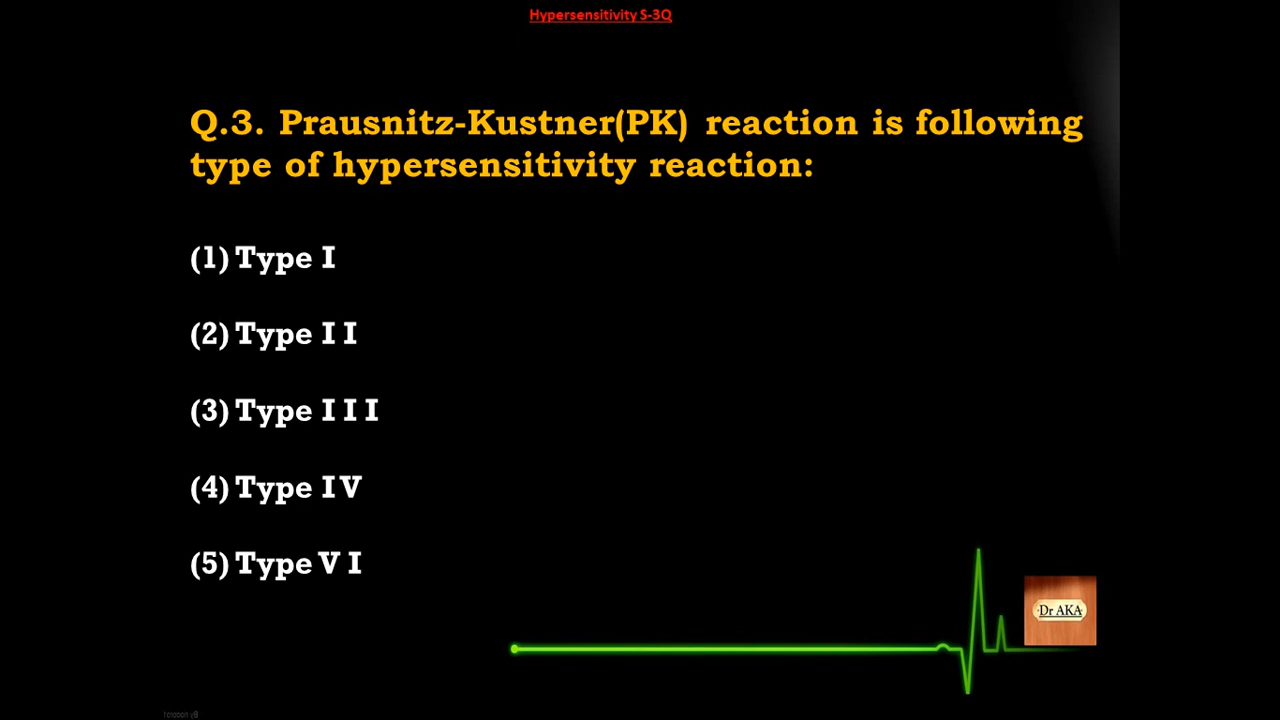 Hypersensitivity S-3Q
Q.3. Prausnitz-Kustner(PK) reaction is following
type of hypersensitivity reaction:
(1) Type I
(2) Type I I
(3) Type I I I
(4) Type I V
(5) Type V I
Dr AKA